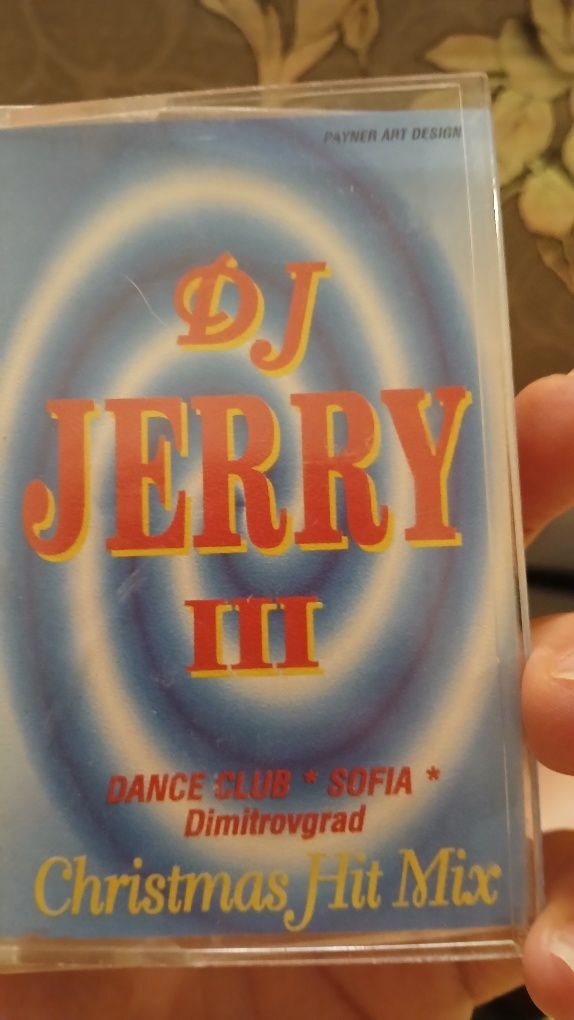 PAYNER ART DESIGN
DJ
JERRY
III
DANCE CLUB * SOFIA *
Dimitrovgrad
Christmas Hit Mix